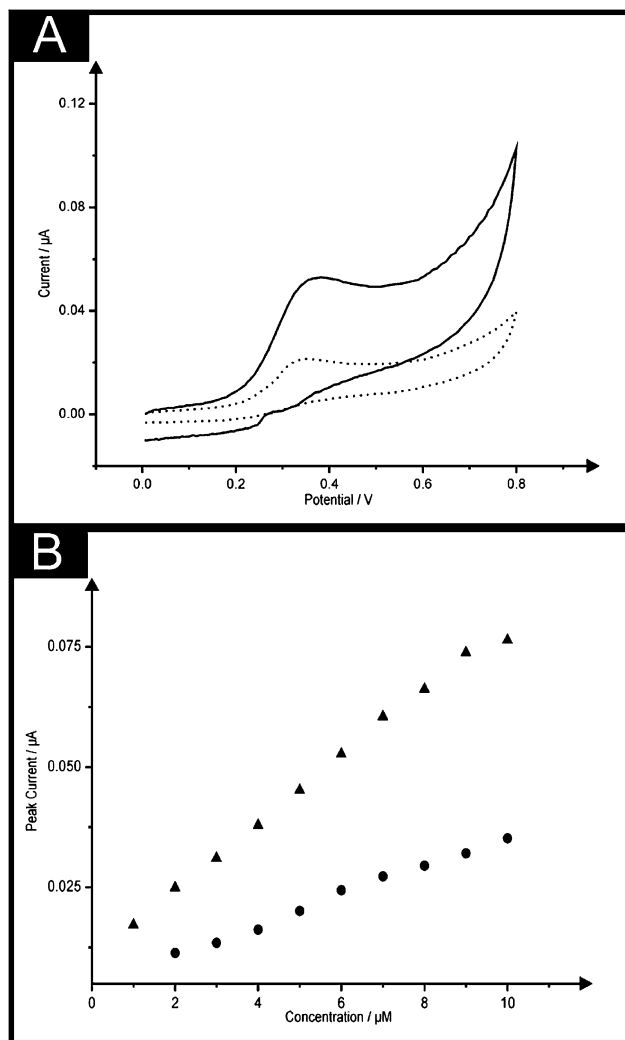 A
0.12
0.08
0.04
0.00
Current / µA
0.0 0.2 0.4 0.6 0.8
Potential / V
B
0.075
0.050
0.025
Peak Current / µA
0 2 4 6 8 10
Concentration / µM